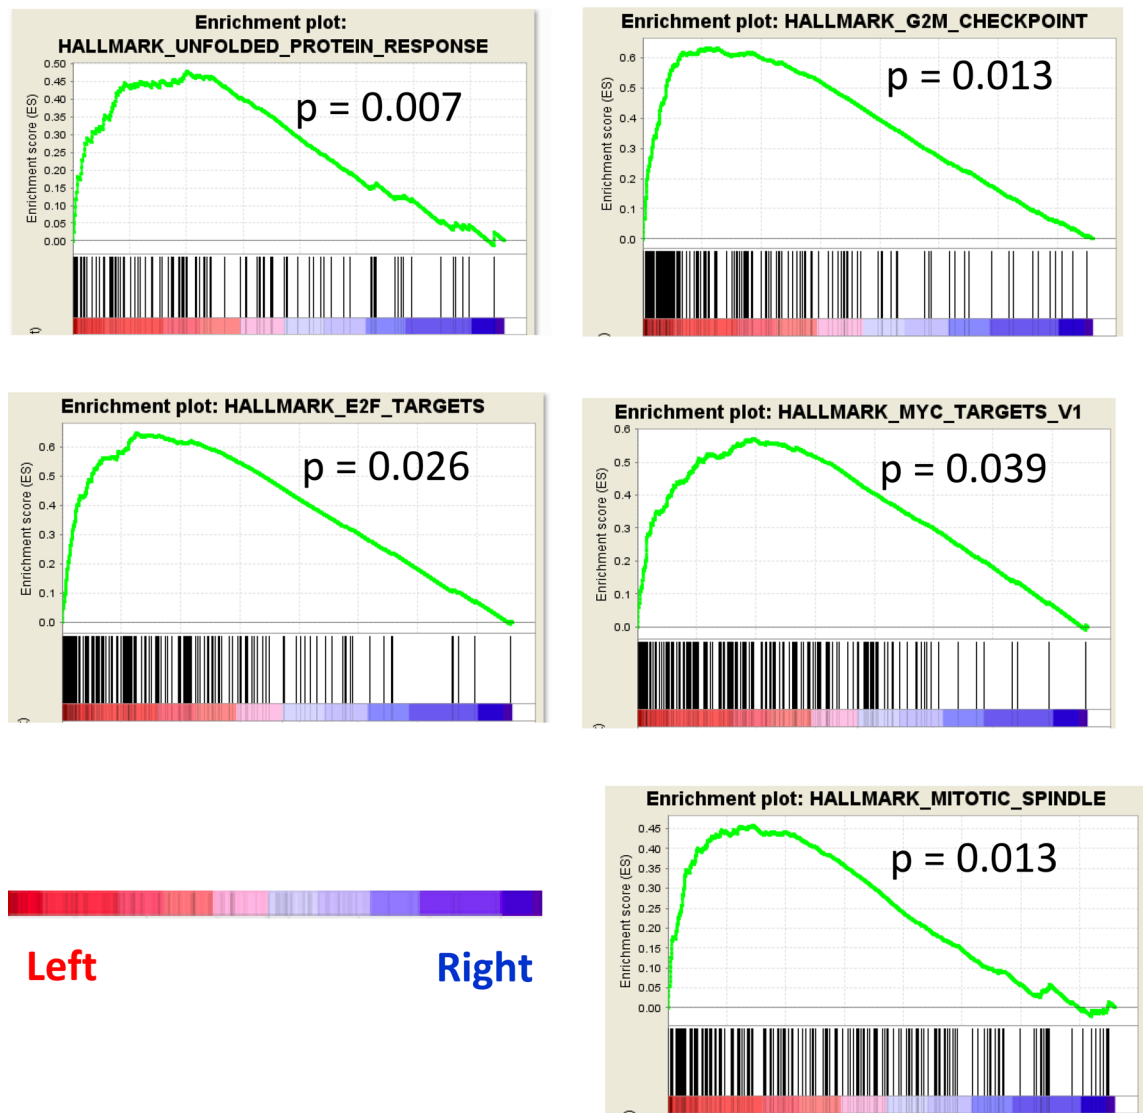 Enrichment plot:
HALLMARK_UNFOLDED_PROTEIN_RESPONSE
p = 0.007
Enrichment score (ES)
0.50
0.45
0.40
0.35
0.30
0.25
0.20
0.15
0.10
0.05
0.00
Enrichment plot: HALLMARK_G2M_CHECKPOINT
p = 0.013
Enrichment score (ES)
0.6
0.5
0.4
0.3
0.2
0.1
0.0
Enrichment plot: HALLMARK_E2F_TARGETS
p = 0.026
Enrichment score (ES)
0.6
0.5
0.4
0.3
0.2
0.1
0.0
Enrichment plot: HALLMARK_MYC_TARGETS_V1
p = 0.039
Enrichment score (ES)
0.6
0.5
0.4
0.3
0.2
0.1
0.0
Left
Right
Enrichment plot: HALLMARK_MITOTIC_SPINDLE
p = 0.013
Enrichment score (ES)
0.45
0.40
0.35
0.30
0.25
0.20
0.15
0.10
0.05
0.00